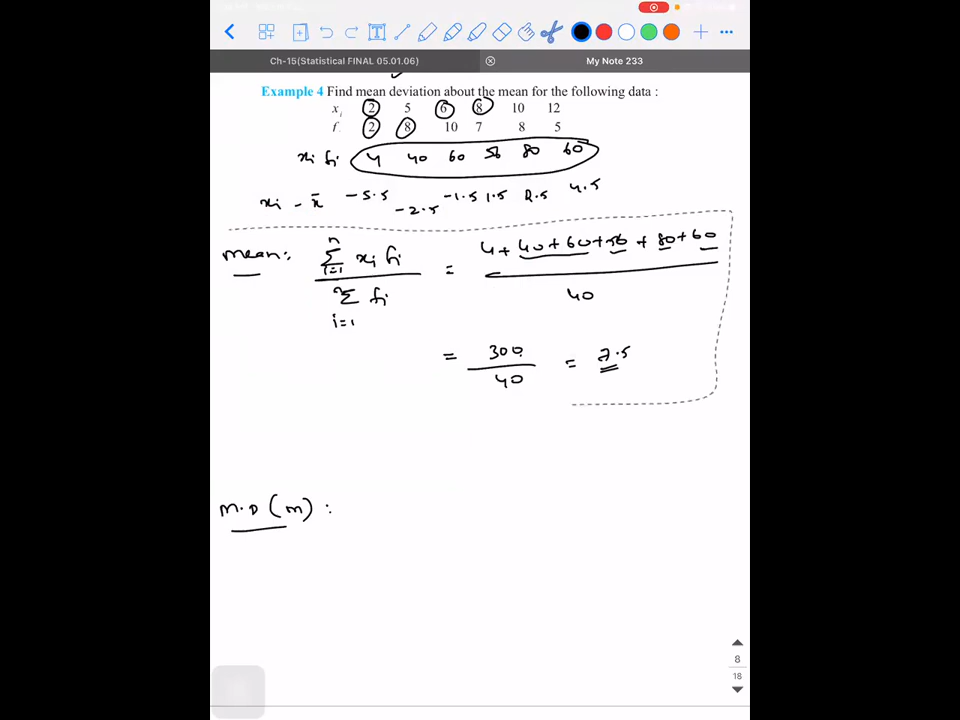 Ch-15(Statistical FINAL 05.01.06)
My Note 233
Example 4 Find mean deviation about the mean for the following data :
xi 2 5 6 8 10 12
f 2 8 10 7 8 5
xi fi 4 40 60 56 80 60
xi - x̄ -5.5 -2.5 -1.5 1.5 2.5 4.5
mean: n Σ i=1 xi fi / Σ i=1 fi = 4+40+60+56+80+60 / 40
= 300 / 40 = 7.5
M.D(m) :
8
18